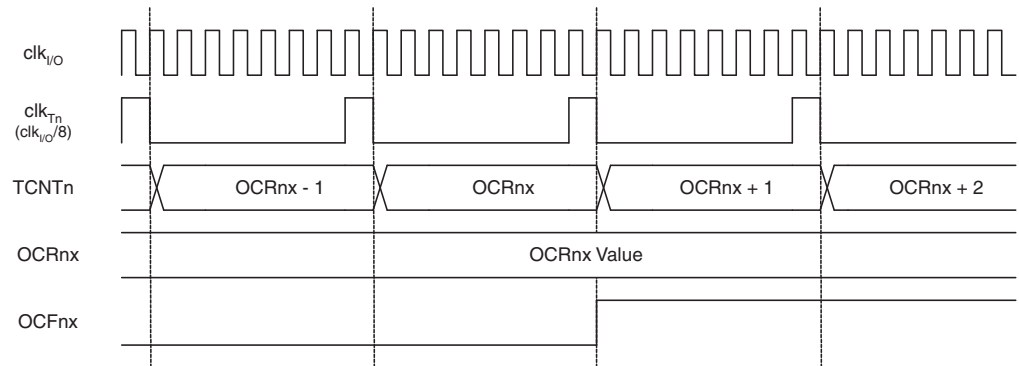 clkI/O
clkTn
(clkI/O/8)
TCNTn OCRnx - 1 OCRnx OCRnx + 1 OCRnx + 2
OCRnx OCRnx Value
OCFnx